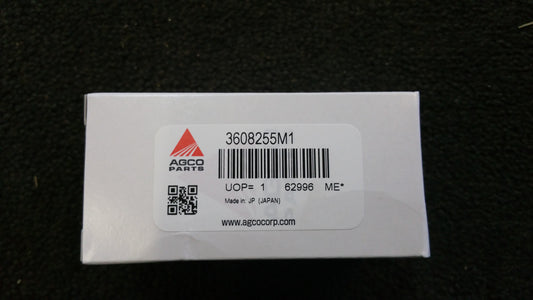 3608255M1
AGCO
PARTS
UOP= 1 62996 ME*
Made in: JP (JAPAN)
www.agcocorp.com